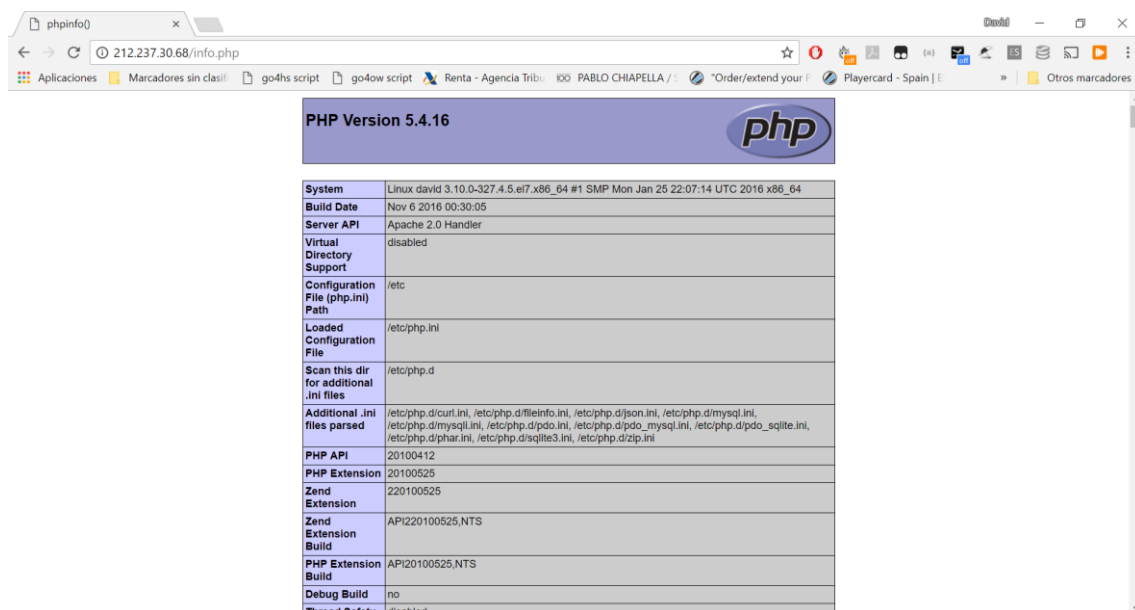 phpinfo()
David
212.237.30.68/info.php
Aplicaciones Marcadores sin clasifi go4hs script go4ow script Renta - Agencia Tribu PABLO CHIAPELLA / S "Order/extend your P Playercard - Spain | E » Otros marcadores
PHP Version 5.4.16
php
System Linux david 3.10.0-327.4.5.el7.x86_64 #1 SMP Mon Jan 25 22:07:14 UTC 2016 x86_64
Build Date Nov 6 2016 00:30:05
Server API Apache 2.0 Handler
Virtual disabled
Directory
Support
Configuration /etc
File (php.ini)
Path
Loaded /etc/php.ini
Configuration
File
Scan this dir /etc/php.d
for additional
.ini files
Additional .ini /etc/php.d/curl.ini, /etc/php.d/fileinfo.ini, /etc/php.d/json.ini, /etc/php.d/mysql.ini,
files parsed /etc/php.d/mysqli.ini, /etc/php.d/pdo.ini, /etc/php.d/pdo_mysql.ini, /etc/php.d/pdo_sqlite.ini,
/etc/php.d/phar.ini, /etc/php.d/sqlite3.ini, /etc/php.d/zip.ini
PHP API 20100412
PHP Extension 20100525
Zend 220100525
Extension
Zend API220100525,NTS
Extension
Build
PHP Extension API20100525,NTS
Build
Debug Build no
Thread Safety disabled